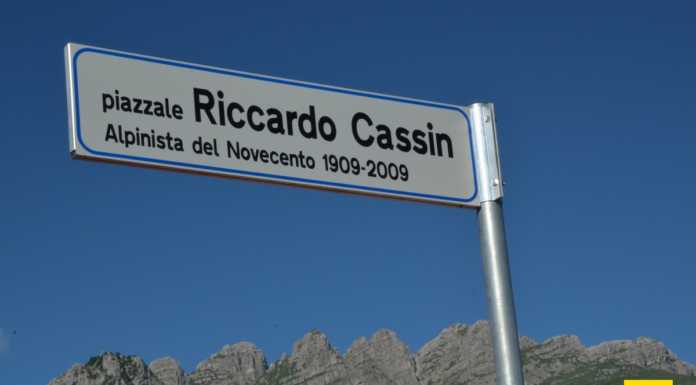 piazzale Riccardo Cassin
Alpinista del Novecento 1909-2009